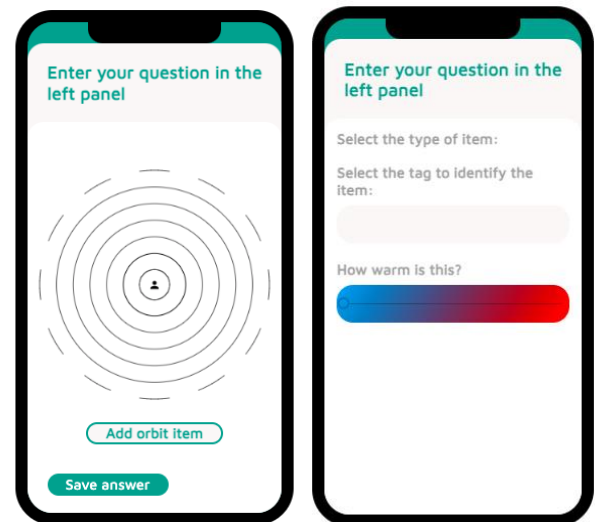 Enter your question in the
left panel
Add orbit item
Save answer
Enter your question in the
left panel
Select the type of item:
Select the tag to identify the
item:
How warm is this?